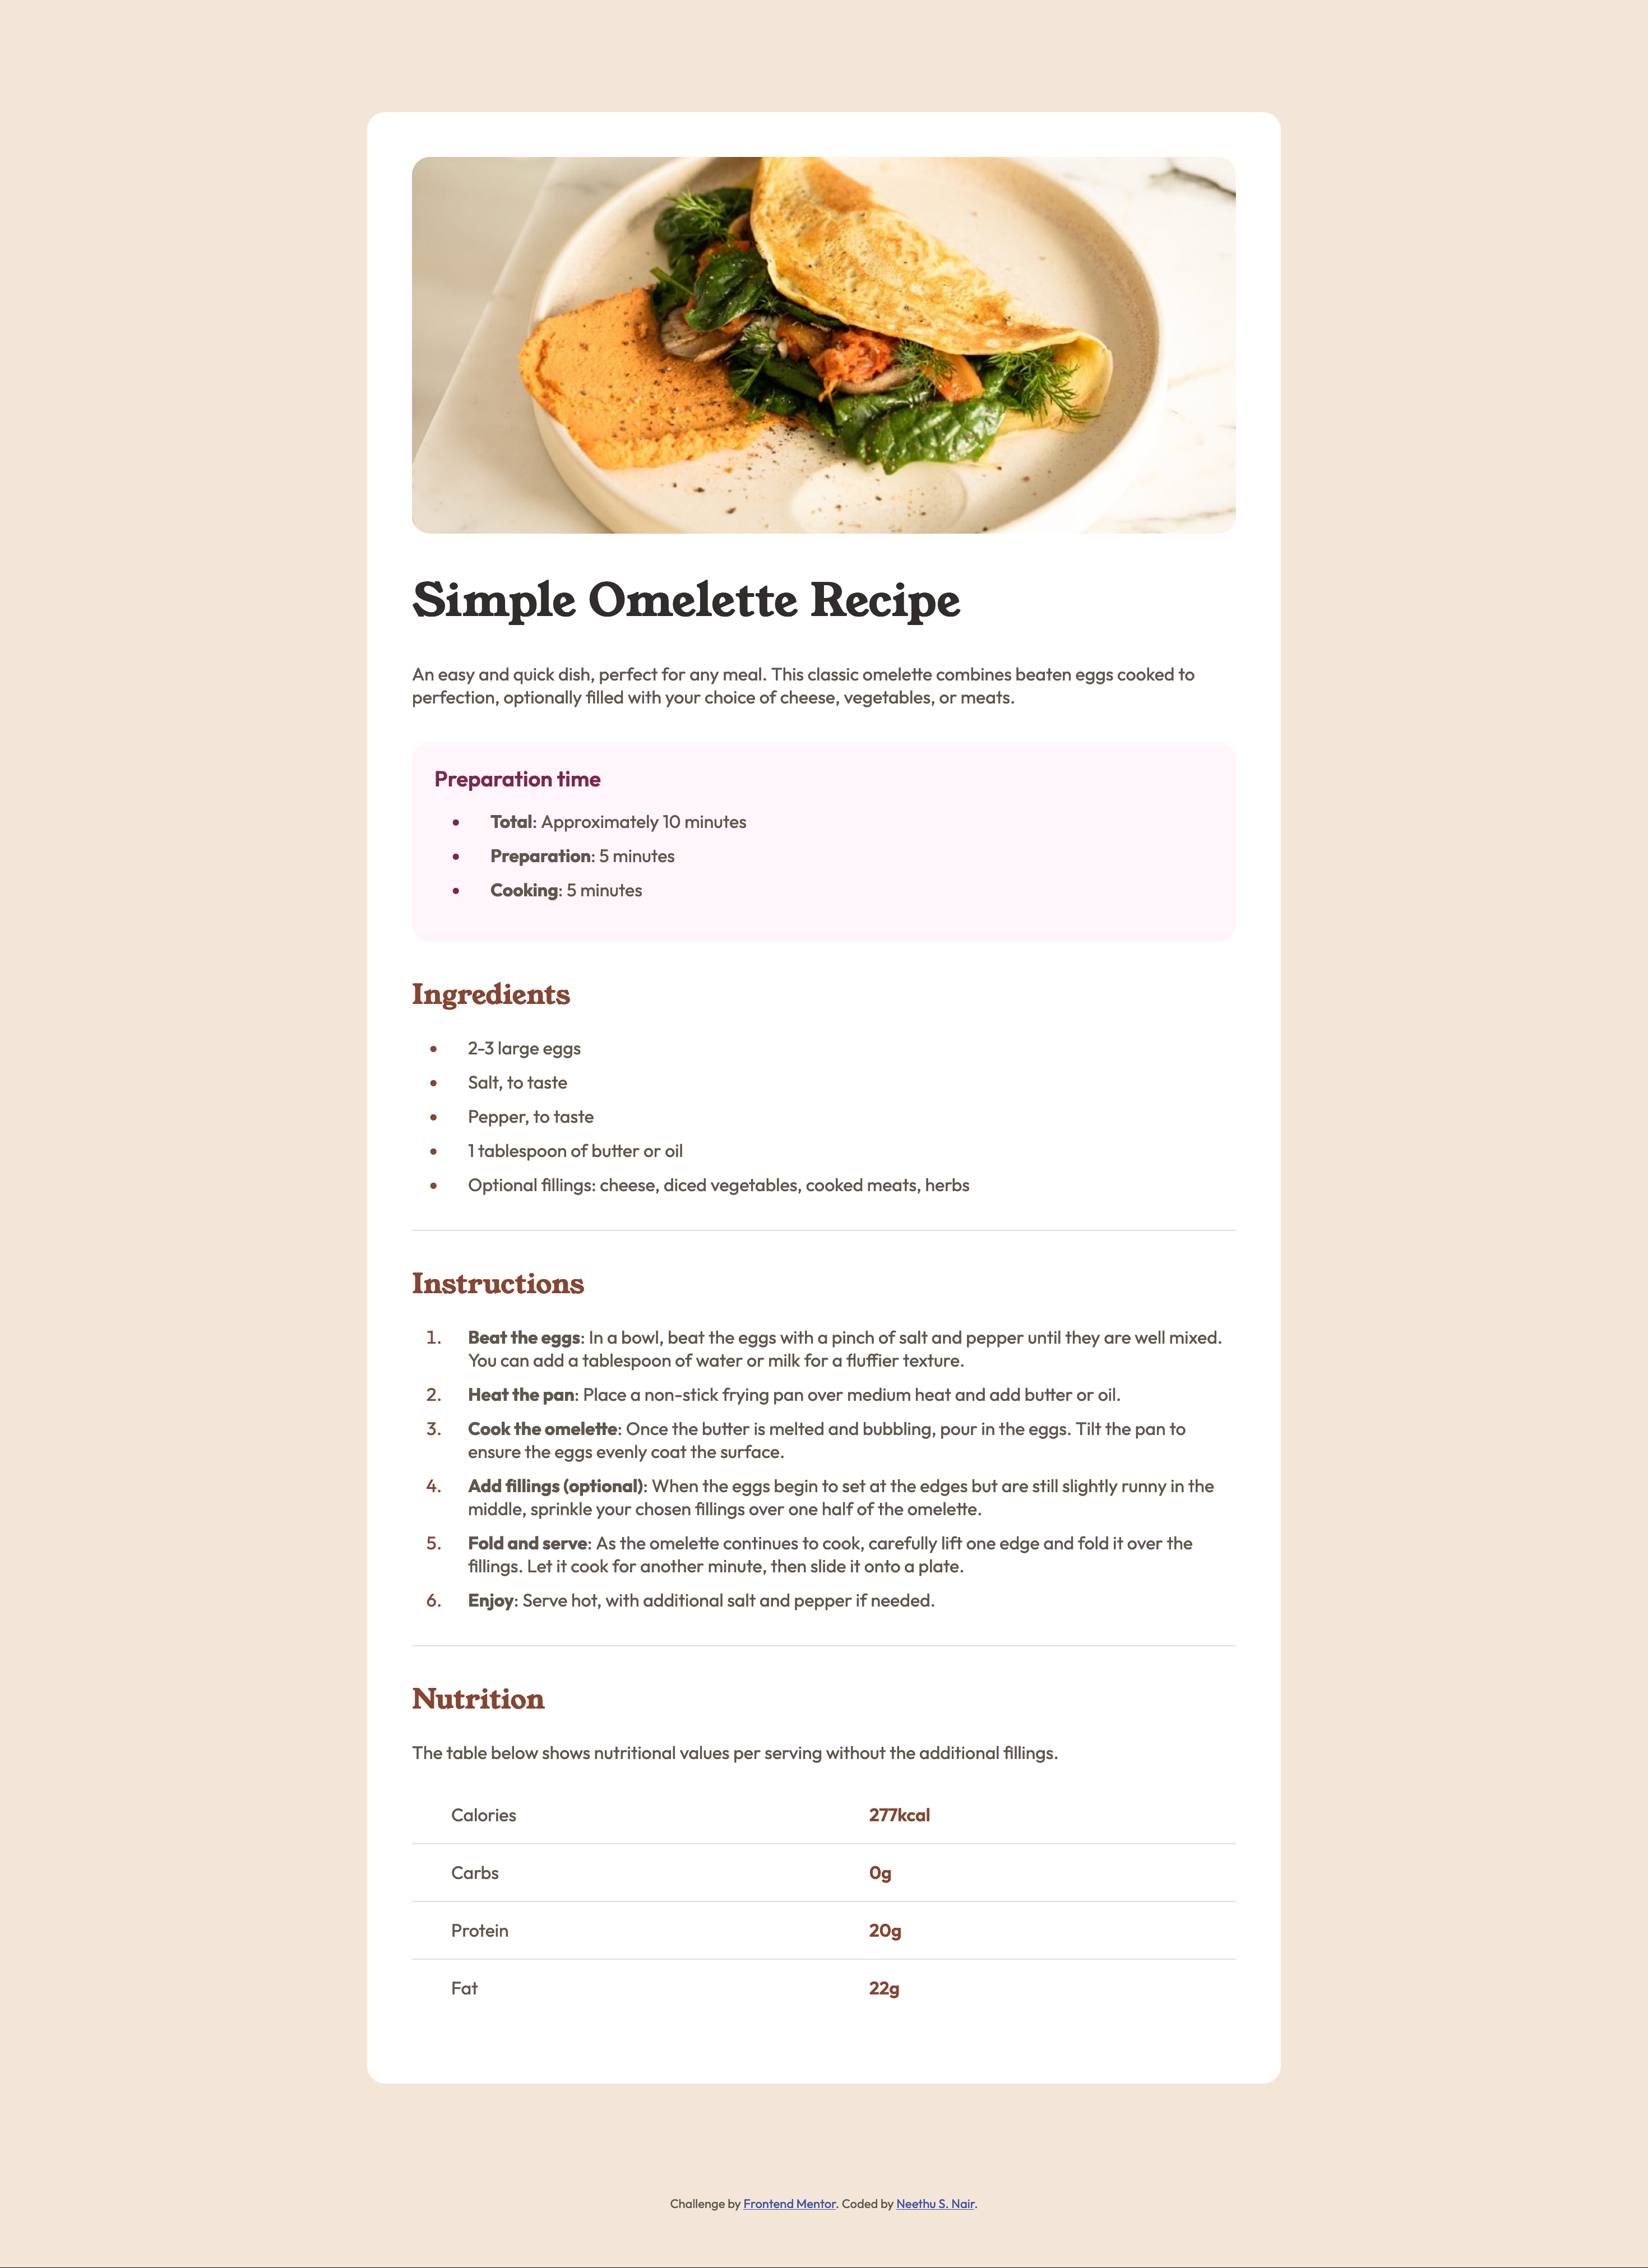 Simple Omelette Recipe
An easy and quick dish, perfect for any meal. This classic omelette combines beaten eggs cooked to
perfection, optionally filled with your choice of cheese, vegetables, or meats.
Preparation time
• Total: Approximately 10 minutes
• Preparation: 5 minutes
• Cooking: 5 minutes
Ingredients
• 2-3 large eggs
• Salt, to taste
• Pepper, to taste
• 1 tablespoon of butter or oil
• Optional fillings: cheese, diced vegetables, cooked meats, herbs
Instructions
1. Beat the eggs: In a bowl, beat the eggs with a pinch of salt and pepper until they are well mixed.
You can add a tablespoon of water or milk for a fluffier texture.
2. Heat the pan: Place a non-stick frying pan over medium heat and add butter or oil.
3. Cook the omelette: Once the butter is melted and bubbling, pour in the eggs. Tilt the pan to
ensure the eggs evenly coat the surface.
4. Add fillings (optional): When the eggs begin to set at the edges but are still slightly runny in the
middle, sprinkle your chosen fillings over one half of the omelette.
5. Fold and serve: As the omelette continues to cook, carefully lift one edge and fold it over the
fillings. Let it cook for another minute, then slide it onto a plate.
6. Enjoy: Serve hot, with additional salt and pepper if needed.
Nutrition
The table below shows nutritional values per serving without the additional fillings.
Calories 277kcal
Carbs 0g
Protein 20g
Fat 22g
Challenge by Frontend Mentor. Coded by Neethu S. Nair.